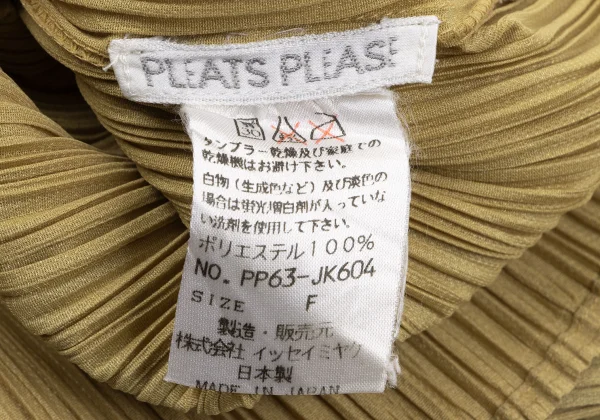 PLEATS PLEASE
タンブラー乾燥及び家庭での
乾燥機はお避け下さい。
白物（生成色など）及び淡色の
場合は蛍光増白剤が入っていな
い洗剤を使用して下さい。
ポリエステル100%
NO. PP63-JK604
SIZE F
製造・販売元
株式会社 イッセイミヤケ
日本製
MADE IN JAPAN